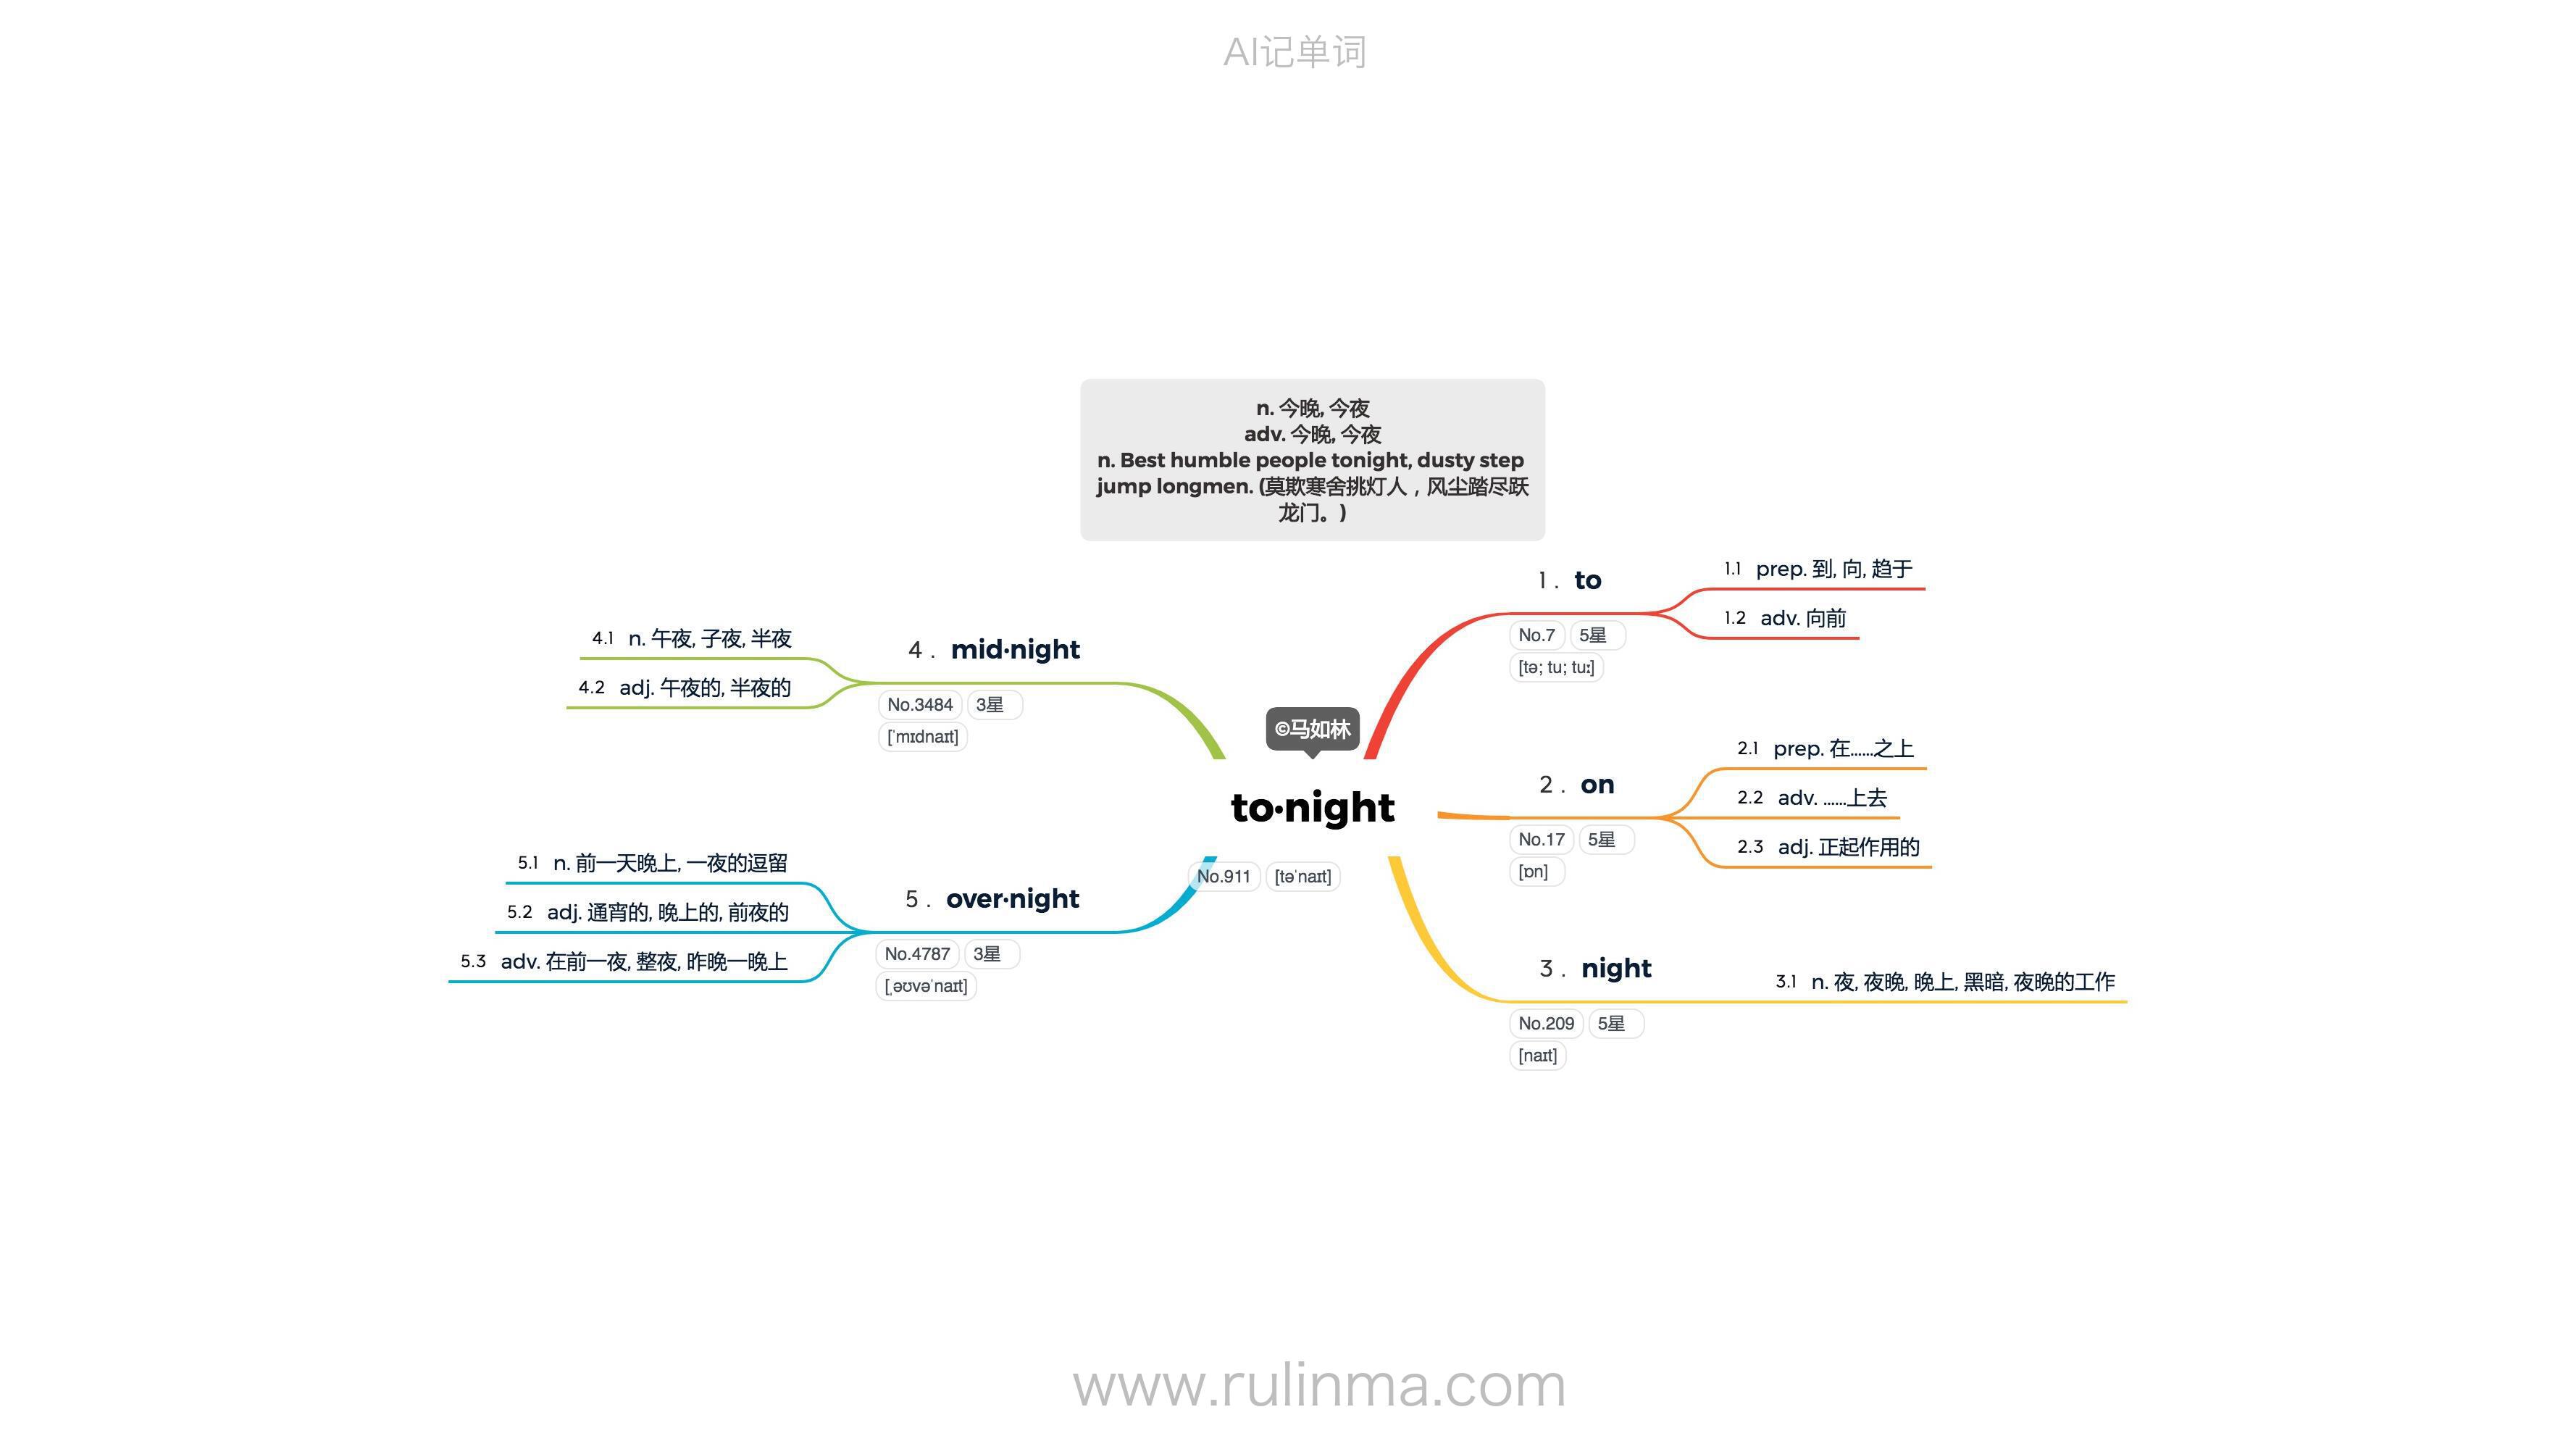 AI记单词
n. 今晚, 今夜
adv. 今晚, 今夜
n. Best humble people tonight, dusty step
jump longmen. (莫欺寒舍挑灯人，风尘踏尽跃
龙门。)
©马如林
to·night
No.911 [təˈnaɪt]
1. to
No.7 5星
[tə; tu; tuː]
1.1 prep. 到, 向, 趋于
1.2 adv. 向前
2. on
No.17 5星
[ɒn]
2.1 prep. 在……之上
2.2 adv. ……上去
2.3 adj. 正起作用的
3. night
No.209 5星
[naɪt]
3.1 n. 夜, 夜晚, 晚上, 黑暗, 夜晚的工作
4. mid·night
No.3484 3星
[ˈmɪdnaɪt]
4.1 n. 午夜, 子夜, 半夜
4.2 adj. 午夜的, 半夜的
5. over·night
No.4787 3星
[ˌəʊvəˈnaɪt]
5.1 n. 前一天晚上, 一夜的逗留
5.2 adj. 通宵的, 晚上的, 前夜的
5.3 adv. 在前一夜, 整夜, 昨晚一晚上
www.rulinma.com